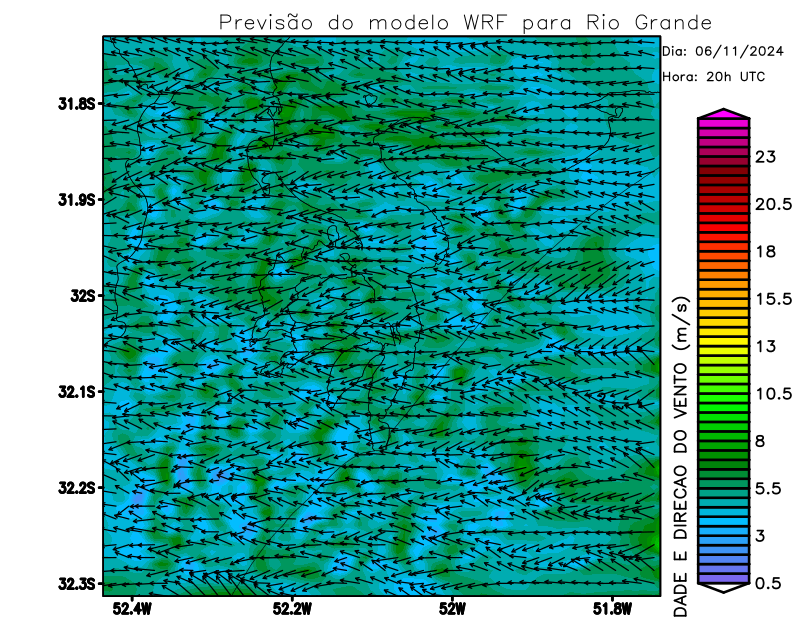 Previsão do modelo WRF para Rio Grande
Dia: 06/11/2024
Hora: 20h UTC
31.8S
31.9S
32S
32.1S
32.2S
32.3S
52.4W
52.2W
52W
51.8W
23
20.5
18
15.5
13
10.5
8
5.5
3
0.5
DADE E DIRECAO DO VENTO (m/s)